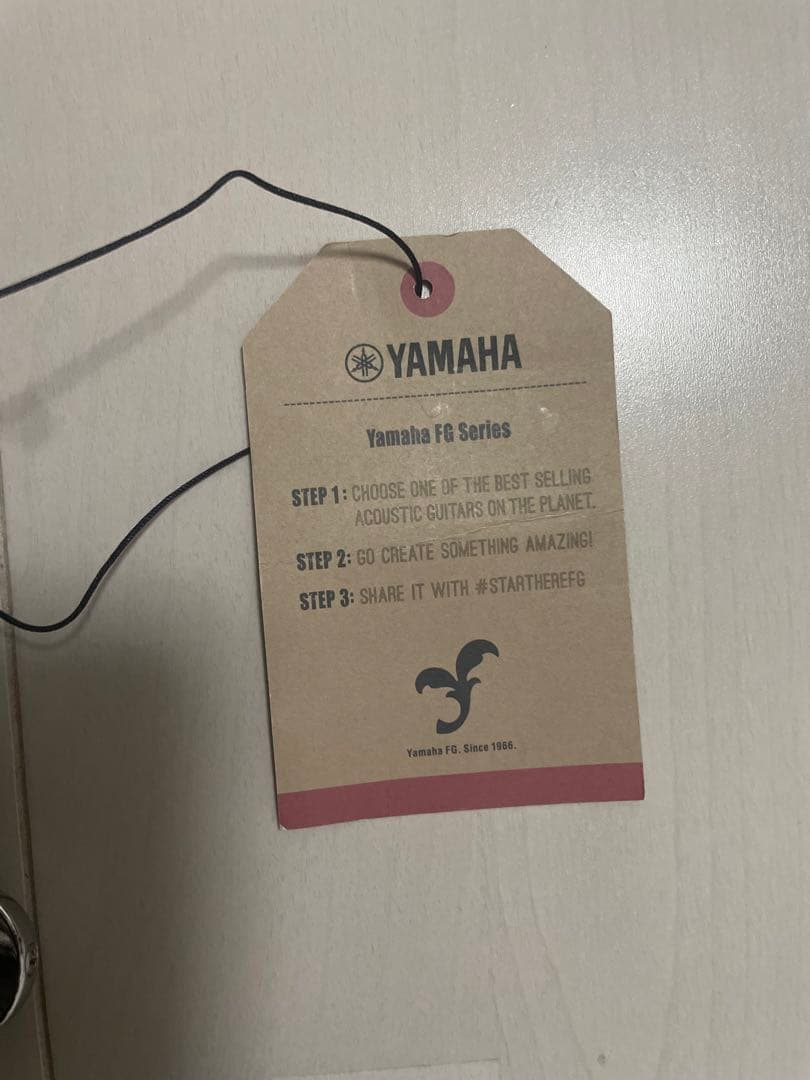 YAMAHA
Yamaha FG Series
STEP 1: CHOOSE ONE OF THE BEST SELLING
ACOUSTIC GUITARS ON THE PLANET.
STEP 2: GO CREATE SOMETHING AMAZING!
STEP 3: SHARE IT WITH #STARTHEREFG
Yamaha FG. Since 1966.